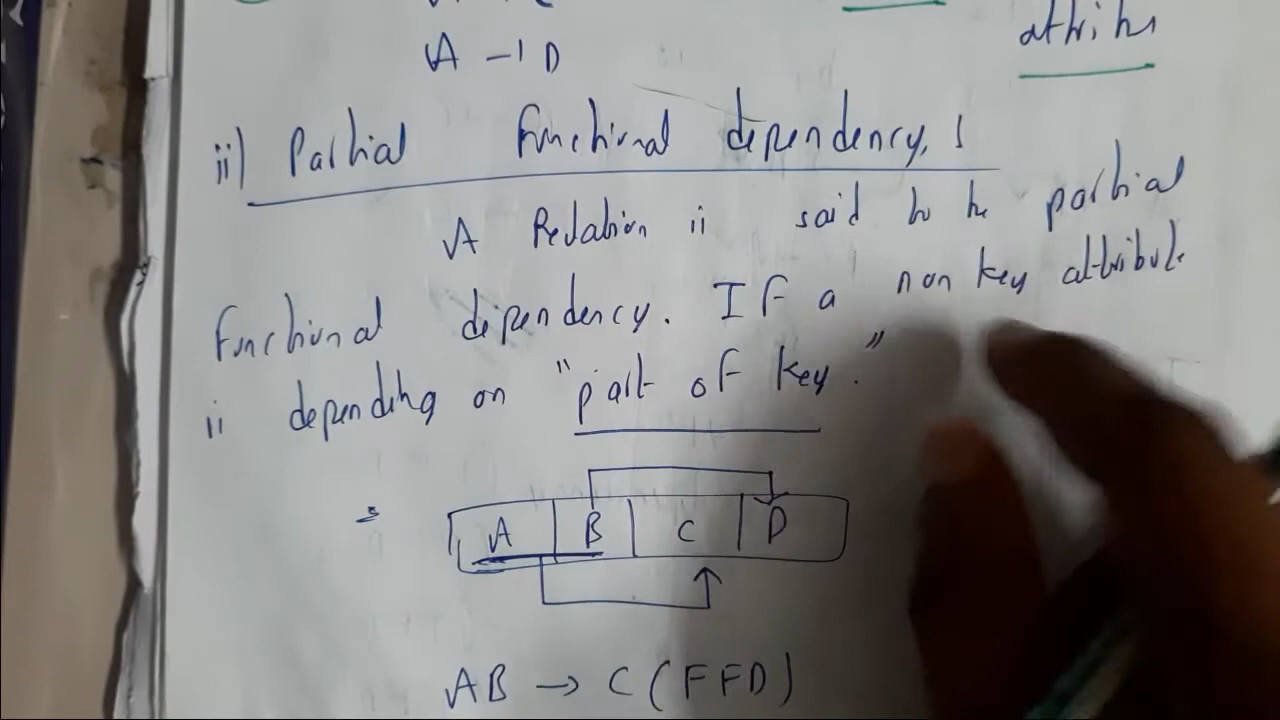 A → D
attri
ii) Partial Functional dependency,
A Relation is said to be partial
functional dependency. If a non key attribute
is depending on "part of key."
A B C D
AB → C (FFD)